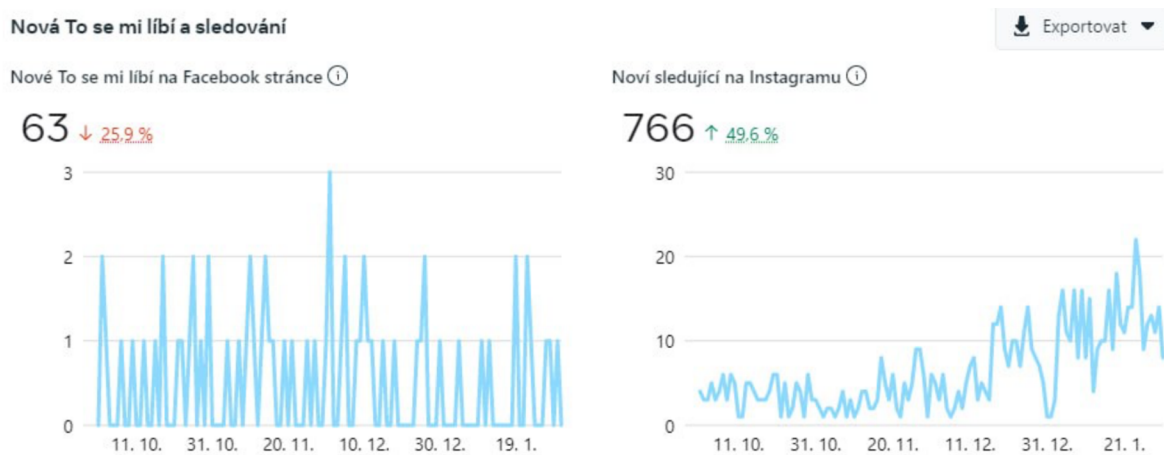 Nová To se mi líbí a sledování
Exportovat
Nové To se mi líbí na Facebook stránce
63 ↓ 25,9 %
3
2
1
0
11. 10. 31. 10. 20. 11. 10. 12. 30. 12. 19. 1.
Noví sledující na Instagramu
766 ↑ 49,6 %
30
20
10
0
11. 10. 31. 10. 20. 11. 11. 12. 31. 12. 21. 1.